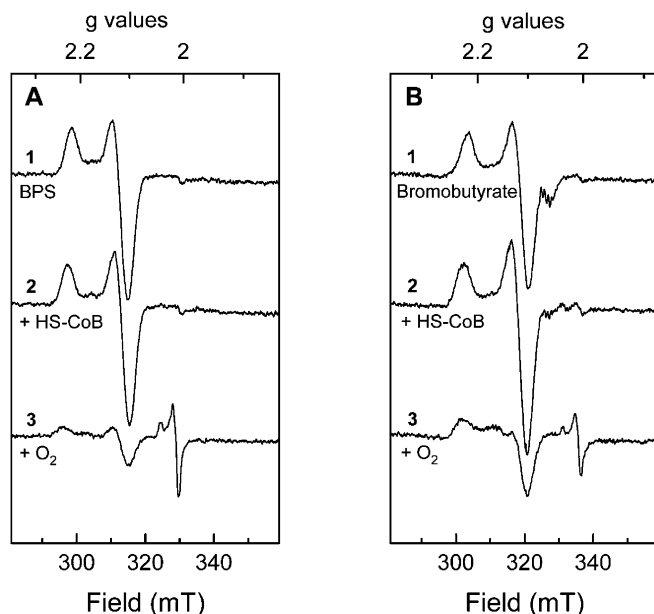 g values
2.2 2
A
1
BPS
2
+ HS-CoB
3
+ O₂
300 320 340
Field (mT)
g values
2.2 2
B
1
Bromobutyrate
2
+ HS-CoB
3
+ O₂
300 320 340
Field (mT)